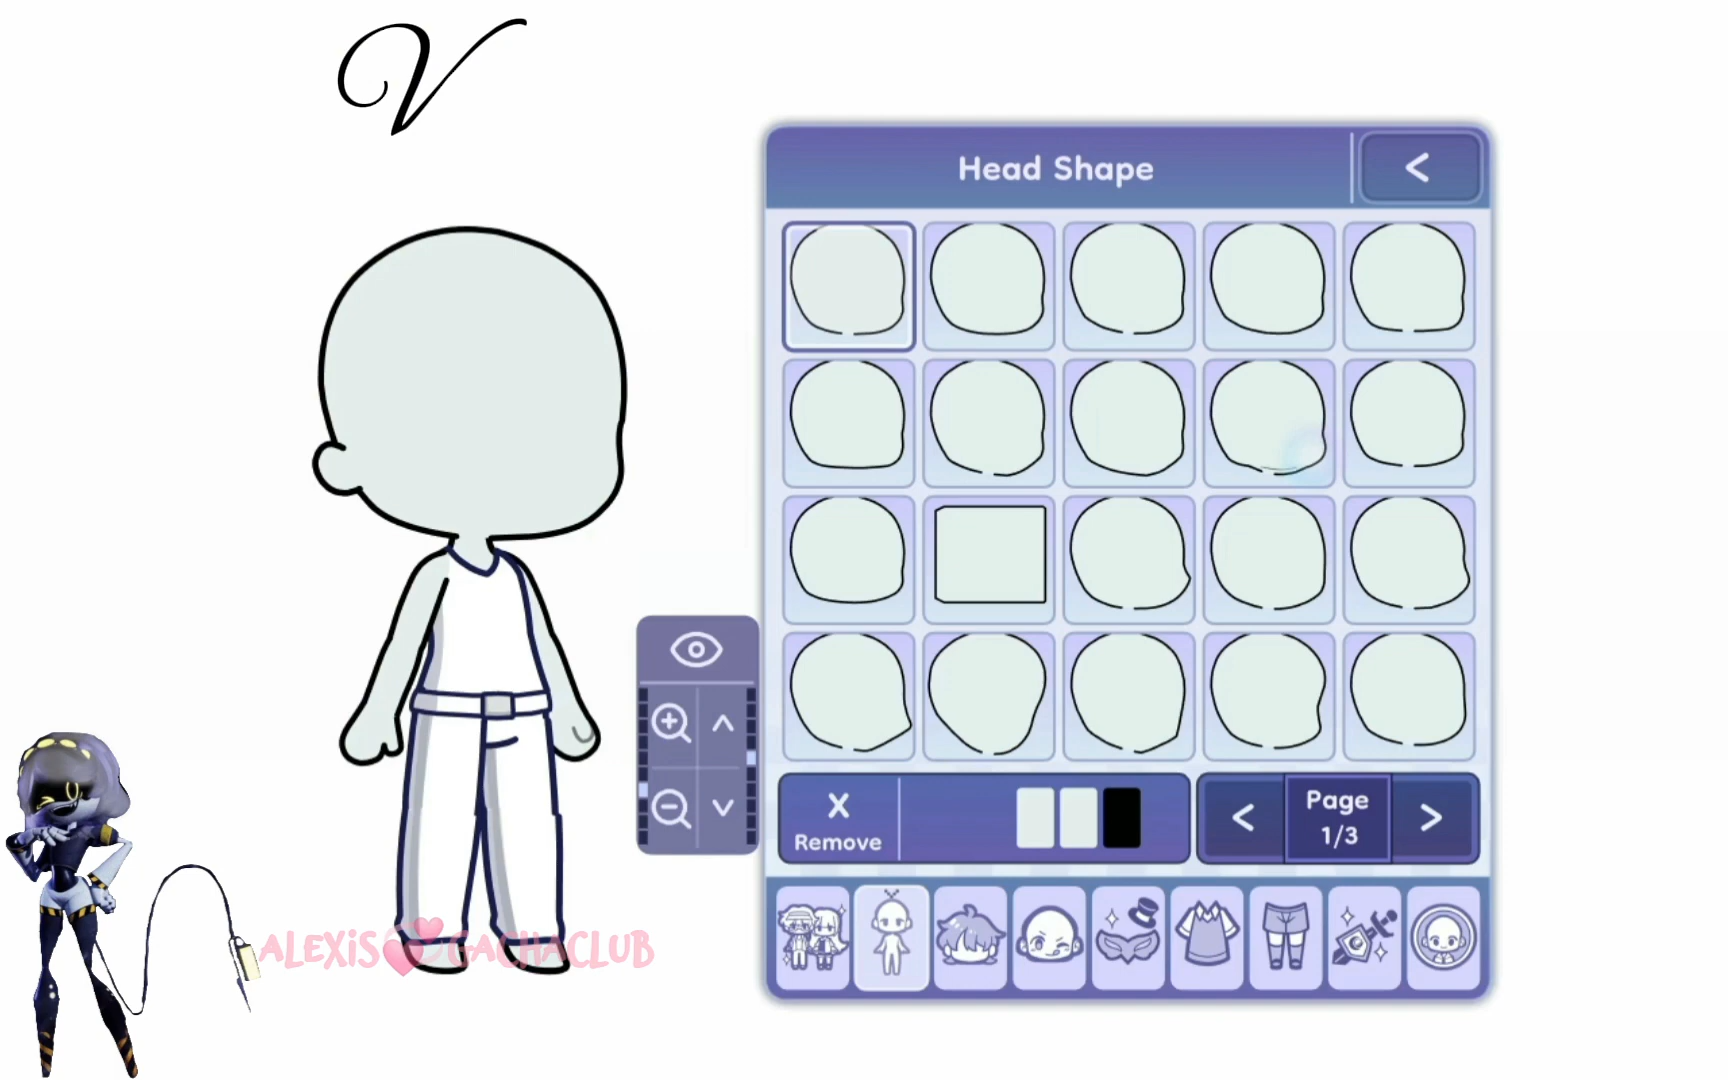 V
Head Shape
<
X
Remove
<
Page
1/3
>
ALEXiS GACHACLUB